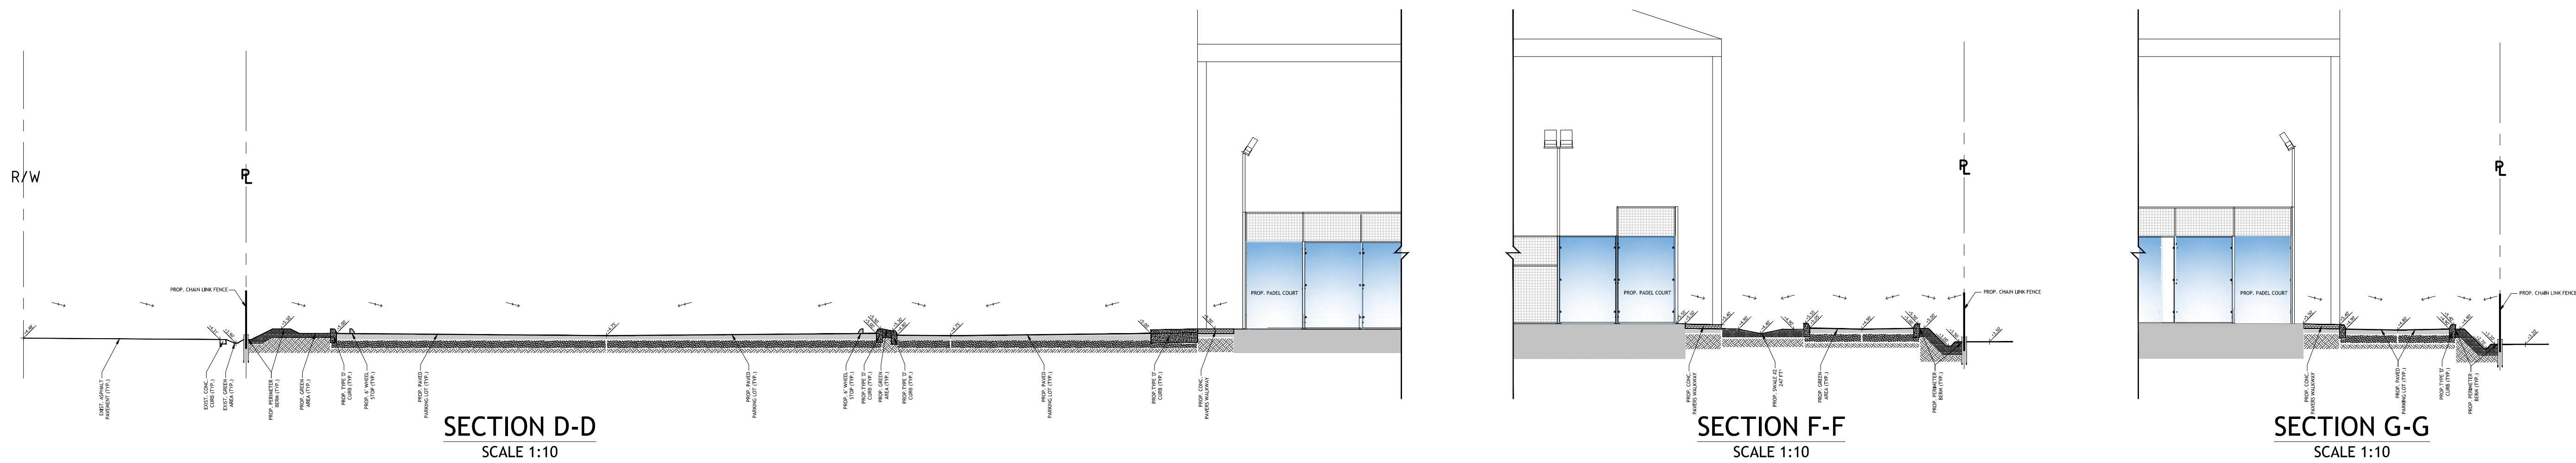 R/W
PROP. CHAIN LINK FENCE
PROP. PADEL COURT
EXIST. ASPHALT
PAVEMENT (TYP.)
EXIST. CONC.
CURB (TYP.)
EXIST. GREEN
AREA (TYP.)
PROP. PERIMETER
BERM (TYP.)
PROP. GREEN
AREA (TYP.)
PROP. TYPE 'D'
CURB (TYP.)
PROP. 6' WHEEL
STOP (TYP.)
PROP. PAVED
PARKING LOT (TYP.)
PROP. PAVED
PARKING LOT (TYP.)
PROP. 6' WHEEL
STOP (TYP.)
PROP. TYPE 'D'
CURB (TYP.)
PROP. GREEN
AREA (TYP.)
PROP. TYPE 'D'
CURB (TYP.)
PROP. PAVED
PARKING LOT (TYP.)
PROP. TYPE 'D'
CURB (TYP.)
PROP. CONC.
PAVERS WALKWAY
SECTION D-D
SCALE 1:10
PL
PROP. CHAIN LINK FENCE
PROP. PADEL COURT
PROP. CONC.
PAVERS WALKWAY
PROP. SWALE #2
247 FT²
PROP. GREEN
AREA (TYP.)
PROP. PERIMETER
BERM (TYP.)
SECTION F-F
SCALE 1:10
PL
PROP. CHAIN LINK FENCE
PROP. PADEL COURT
PROP. CONC.
PAVERS WALKWAY
PROP. PAVED
PARKING LOT (TYP.)
PROP. TYPE 'D'
CURB (TYP.)
PROP. PERIMETER
BERM (TYP.)
SECTION G-G
SCALE 1:10